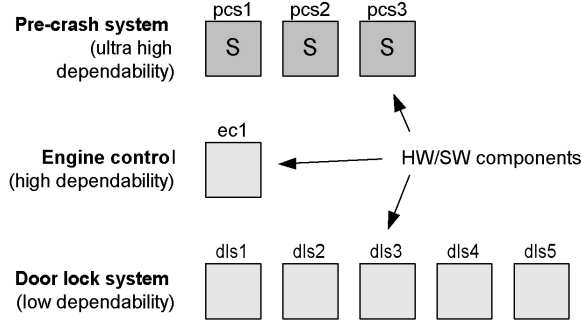 pcs1 pcs2 pcs3
Pre-crash system
(ultra high
dependability)
S S S
ec1
Engine control
(high dependability)
HW/SW components
dls1 dls2 dls3 dls4 dls5
Door lock system
(low dependability)